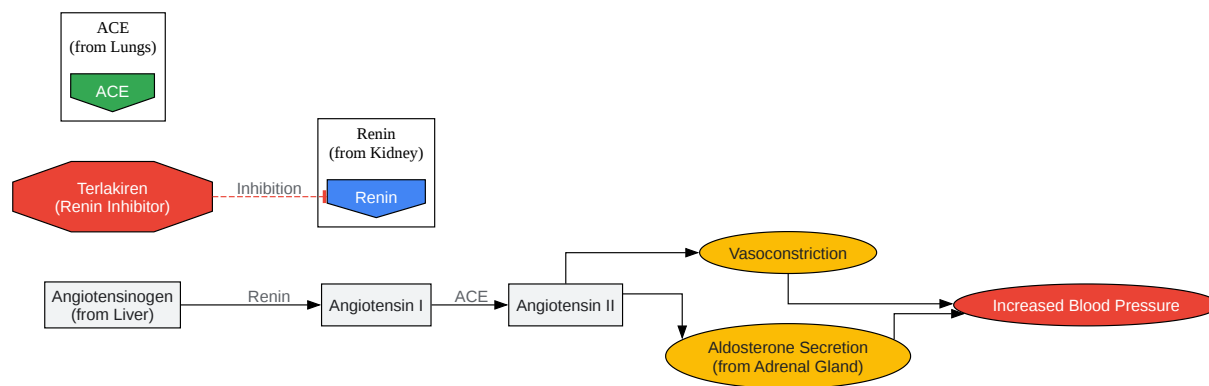 ACE
(from Lungs)
ACE
Renin
(from Kidney)
Renin
Terlakiren
(Renin Inhibitor)
Inhibition
Vasoconstriction
Angiotensinogen
(from Liver)
Renin
Angiotensin I
ACE
Angiotensin II
Increased Blood Pressure
Aldosterone Secretion
(from Adrenal Gland)